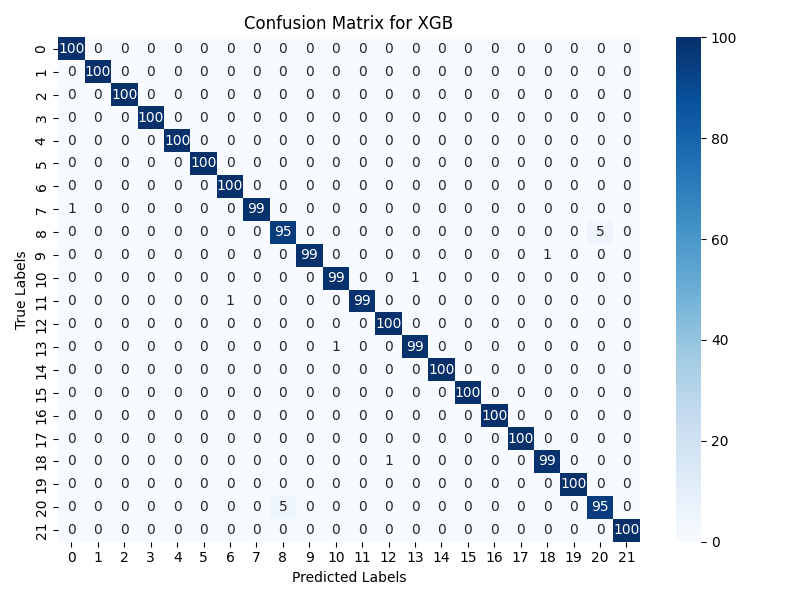 Confusion Matrix for XGB
0 100 0 0 0 0 0 0 0 0 0 0 0 0 0 0 0 0 0 0 0 0 0
1 0 100 0 0 0 0 0 0 0 0 0 0 0 0 0 0 0 0 0 0 0 0
2 0 0 100 0 0 0 0 0 0 0 0 0 0 0 0 0 0 0 0 0 0 0
3 0 0 0 100 0 0 0 0 0 0 0 0 0 0 0 0 0 0 0 0 0 0
4 0 0 0 0 100 0 0 0 0 0 0 0 0 0 0 0 0 0 0 0 0 0
5 0 0 0 0 0 100 0 0 0 0 0 0 0 0 0 0 0 0 0 0 0 0
6 0 0 0 0 0 0 100 0 0 0 0 0 0 0 0 0 0 0 0 0 0 0
7 1 0 0 0 0 0 0 99 0 0 0 0 0 0 0 0 0 0 0 0 0 0
8 0 0 0 0 0 0 0 0 95 0 0 0 0 0 0 0 0 0 0 0 5 0
9 0 0 0 0 0 0 0 0 0 99 0 0 0 0 0 0 0 0 1 0 0 0
10 0 0 0 0 0 0 0 0 0 0 99 0 0 1 0 0 0 0 0 0 0 0
11 0 0 0 0 0 0 1 0 0 0 0 99 0 0 0 0 0 0 0 0 0 0
12 0 0 0 0 0 0 0 0 0 0 0 0 100 0 0 0 0 0 0 0 0 0
13 0 0 0 0 0 0 0 0 0 0 1 0 0 99 0 0 0 0 0 0 0 0
14 0 0 0 0 0 0 0 0 0 0 0 0 0 0 100 0 0 0 0 0 0 0
15 0 0 0 0 0 0 0 0 0 0 0 0 0 0 0 100 0 0 0 0 0 0
16 0 0 0 0 0 0 0 0 0 0 0 0 0 0 0 0 100 0 0 0 0 0
17 0 0 0 0 0 0 0 0 0 0 0 0 0 0 0 0 0 100 0 0 0 0
18 0 0 0 0 0 0 0 0 0 0 0 0 1 0 0 0 0 0 99 0 0 0
19 0 0 0 0 0 0 0 0 0 0 0 0 0 0 0 0 0 0 0 100 0 0
20 0 0 0 0 0 0 0 0 5 0 0 0 0 0 0 0 0 0 0 0 95 0
21 0 0 0 0 0 0 0 0 0 0 0 0 0 0 0 0 0 0 0 0 0 100
0 1 2 3 4 5 6 7 8 9 10 11 12 13 14 15 16 17 18 19 20 21
Predicted Labels
True Labels
100
80
60
40
20
0